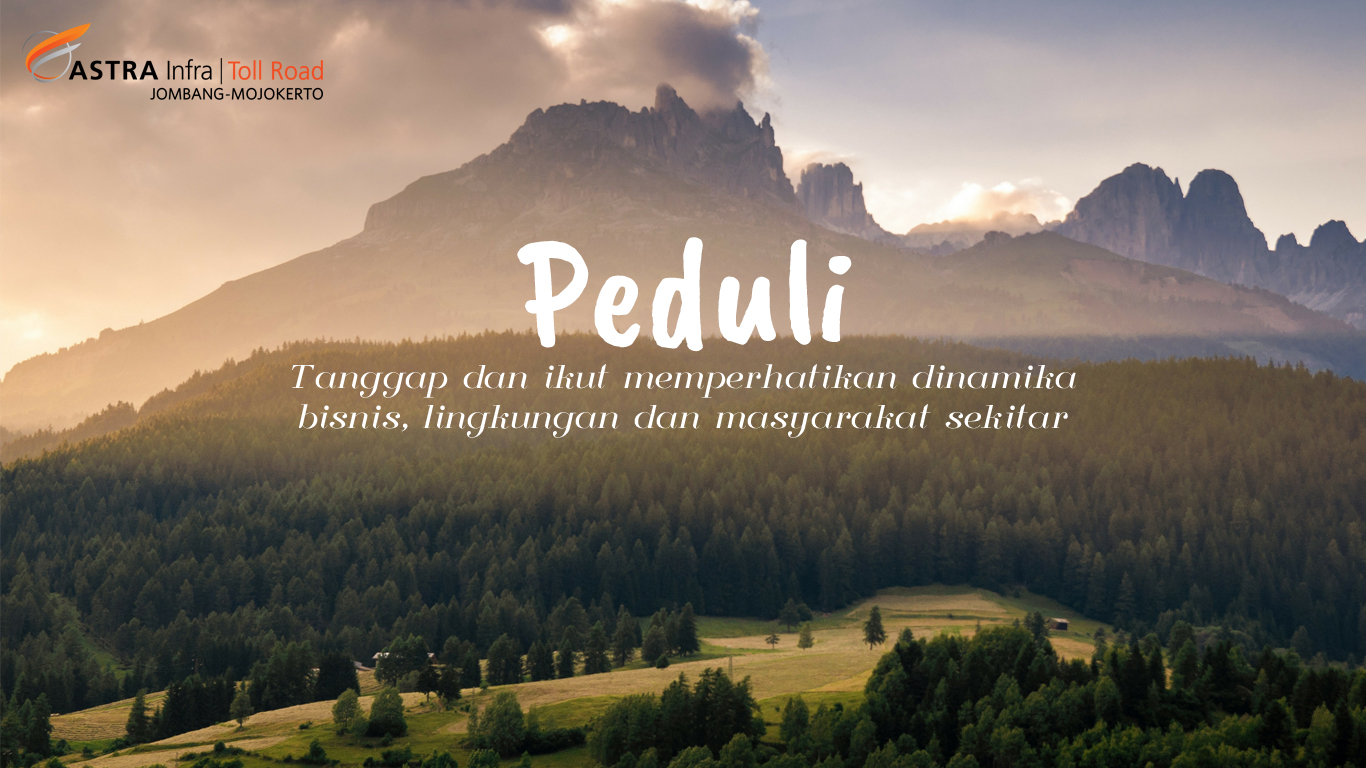 ASTRA Infra | Toll Road
JOMBANG-MOJOKERTO
Peduli
Tanggap dan ikut memperhatikan dinamika
bisnis, lingkungan dan masyarakat sekitar